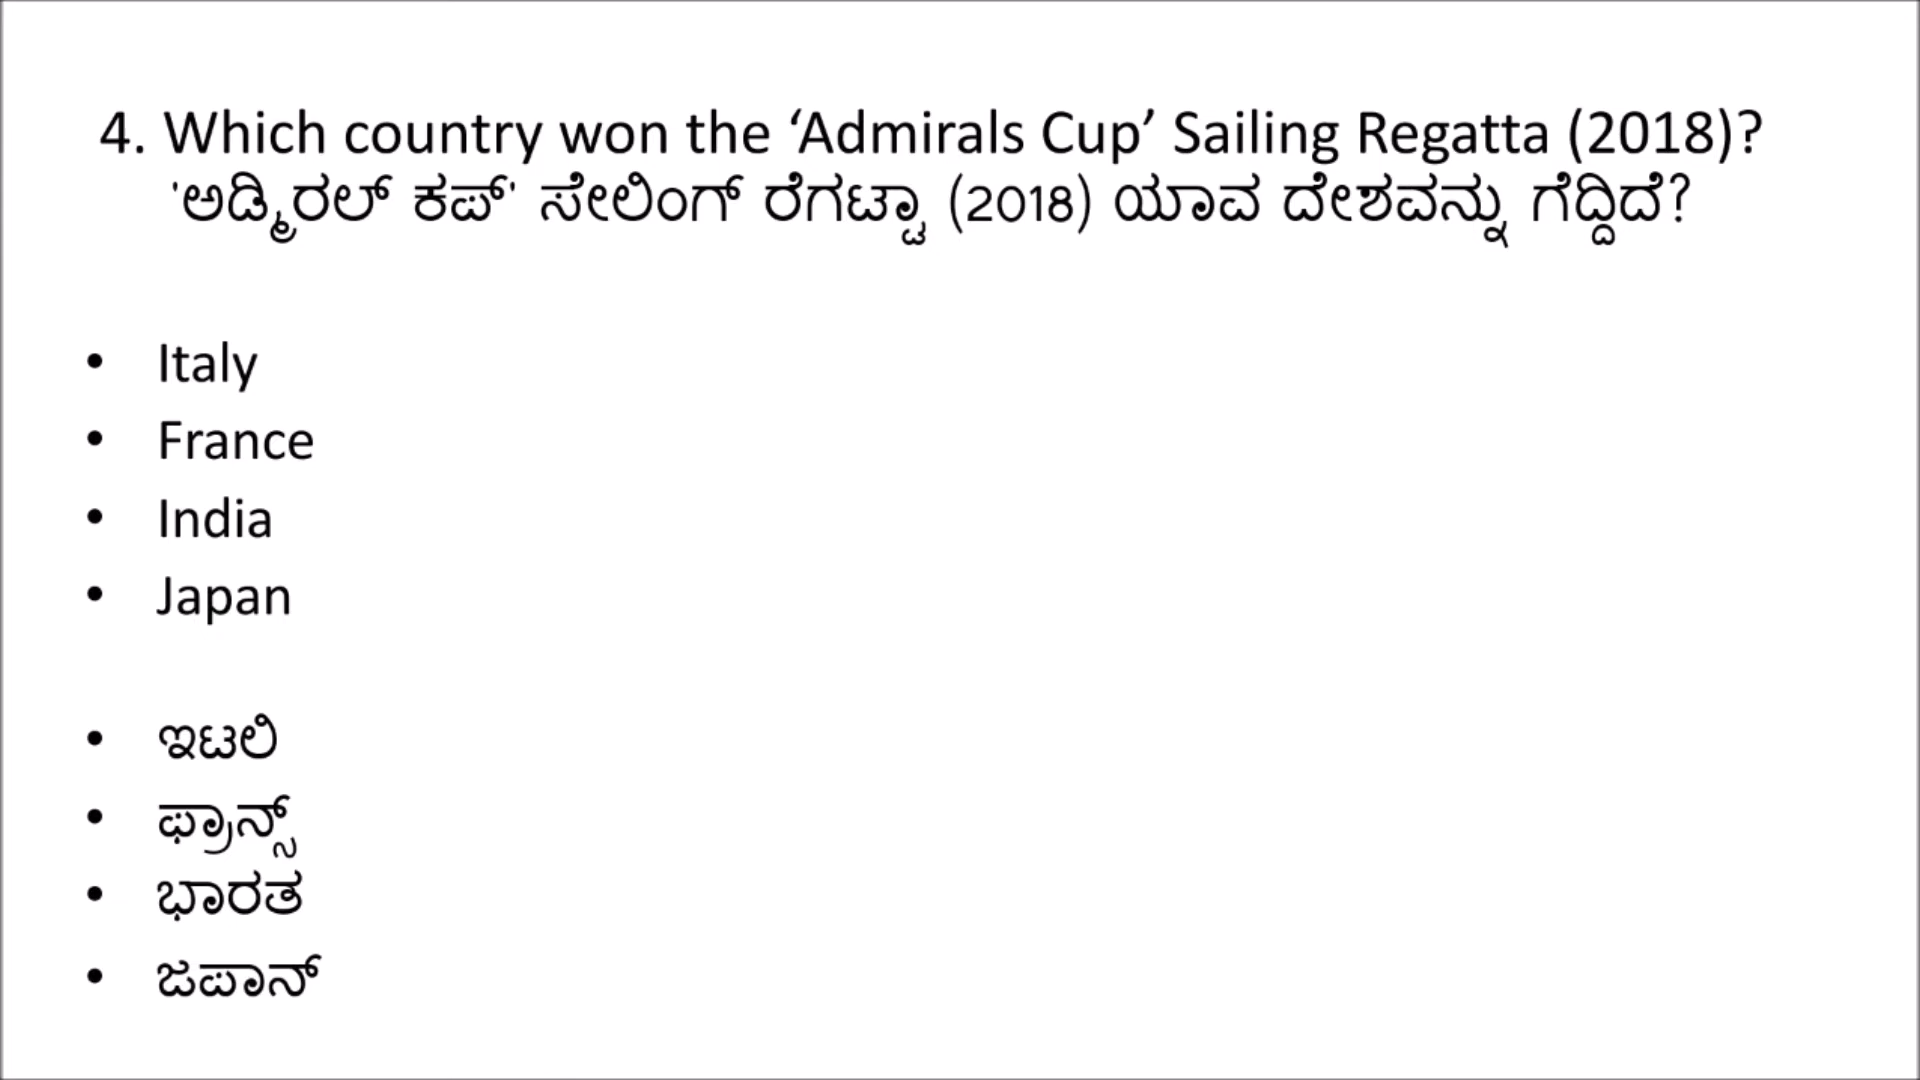 4. Which country won the ‘Admirals Cup’ Sailing Regatta (2018)?
'ಅಡ್ಮಿರಲ್ ಕಪ್' ಸೇಲಿಂಗ್ ರೆಗಟ್ಟಾ (2018) ಯಾವ ದೇಶವನ್ನು ಗೆದ್ದಿದೆ?
• Italy
• France
• India
• Japan
• ಇಟಲಿ
• ಫ್ರಾನ್ಸ್
• ಭಾರತ
• ಜಪಾನ್